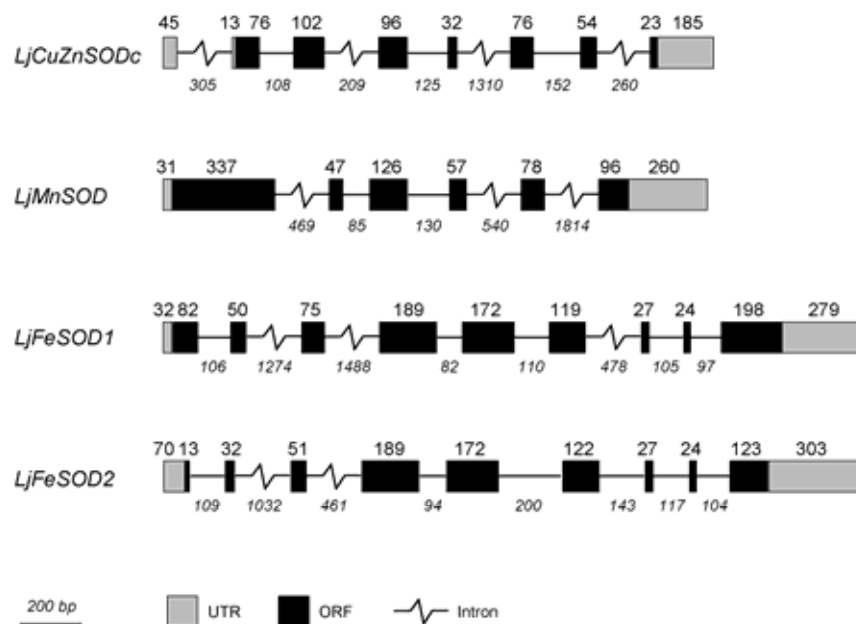 45 13 76 102 96 32 76 54 23 185
LjCuZnSODc
305 108 209 125 1310 152 260
31 337 47 126 57 78 96 260
LjMnSOD
469 85 130 540 1814
32 82 50 75 189 172 119 27 24 198 279
LjFeSOD1
106 1274 1488 82 110 478 105 97
70 13 32 51 189 172 122 27 24 123 303
LjFeSOD2
109 1032 461 94 200 143 117 104
200 bp UTR ORF Intron